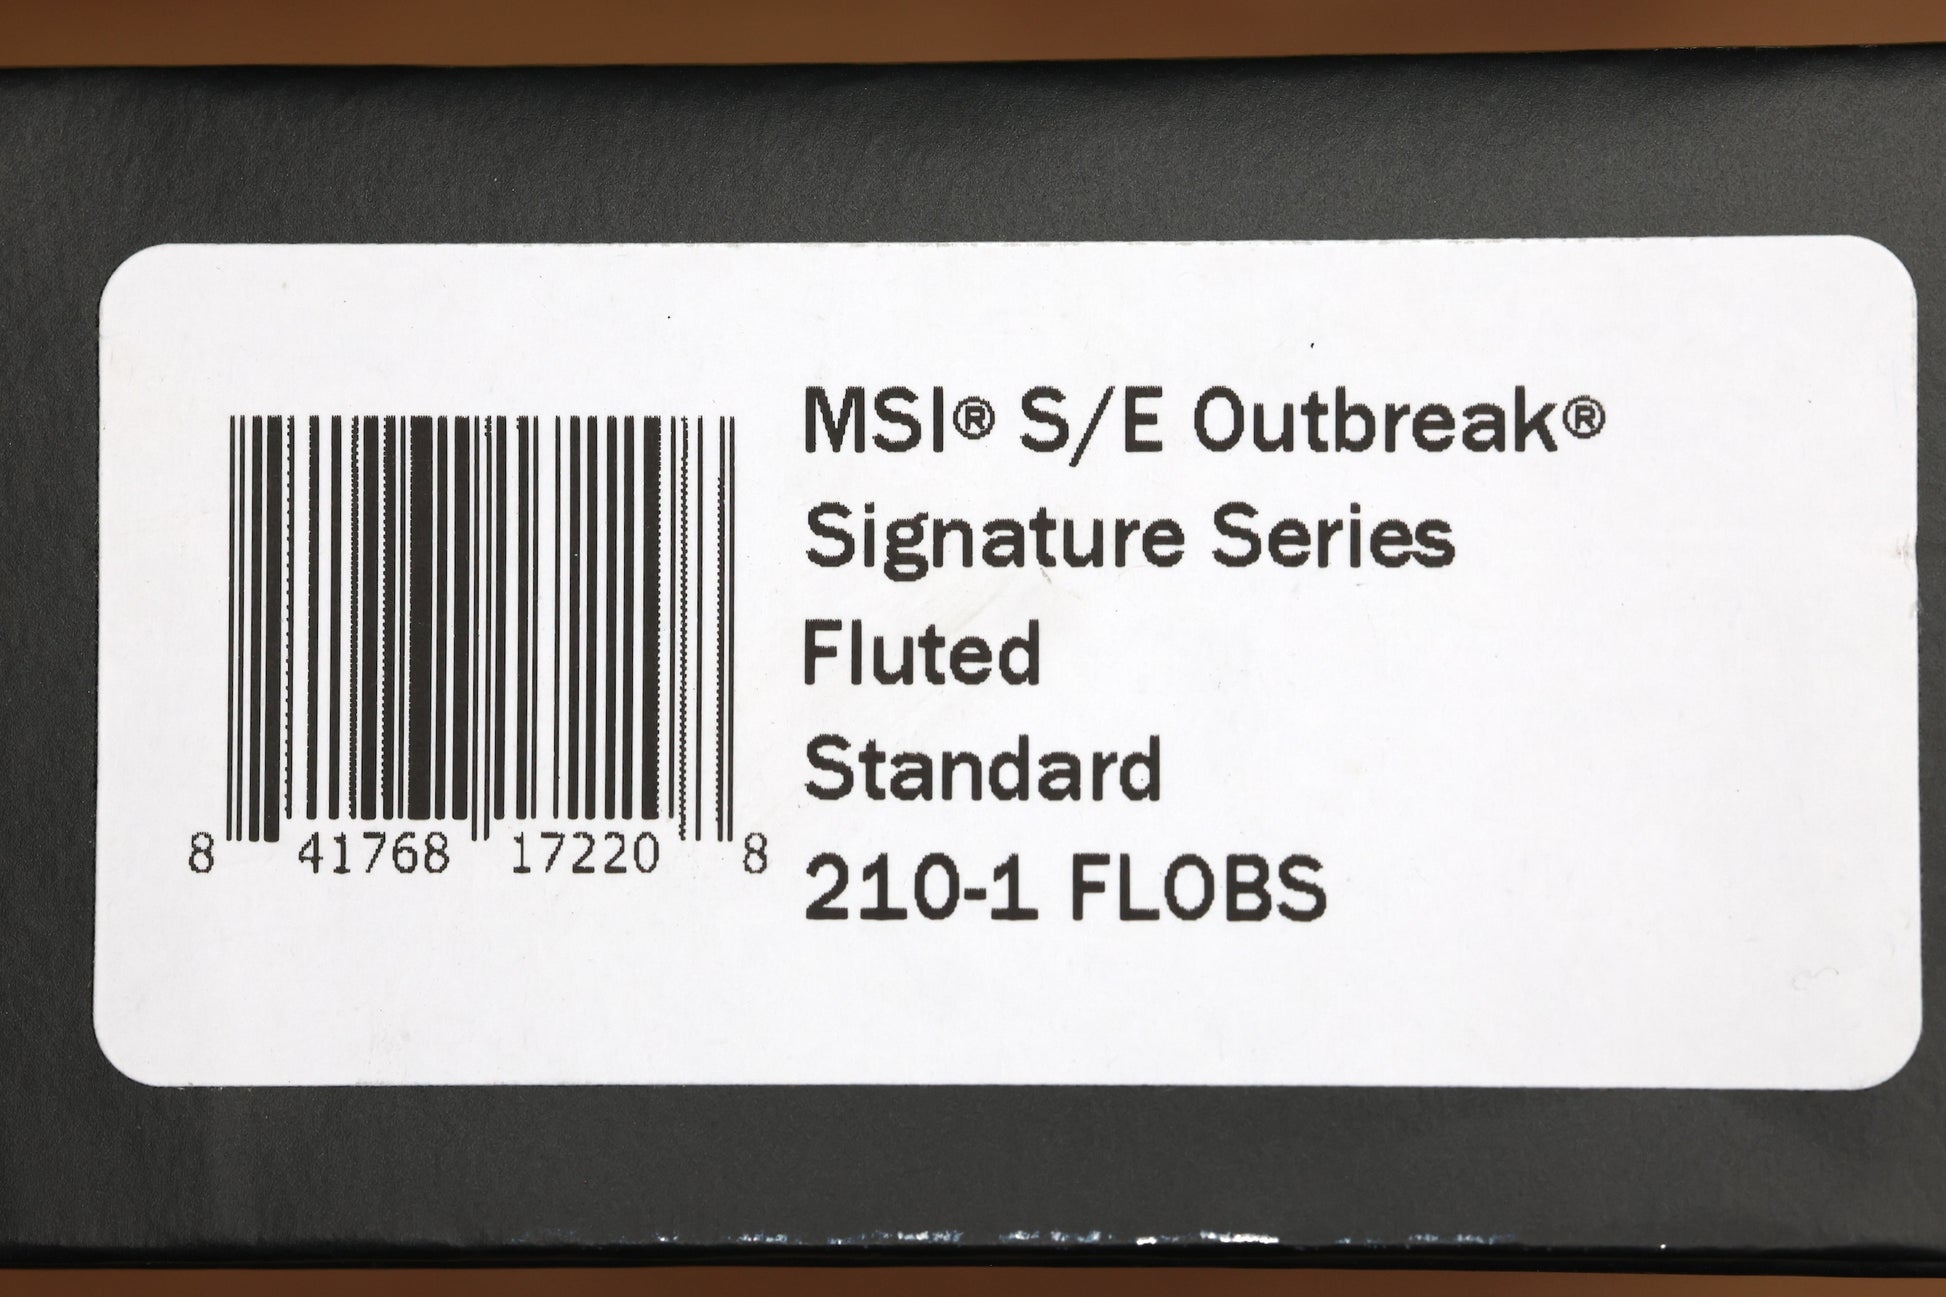 MSI® S/E Outbreak®
Signature Series
Fluted
Standard
210-1 FLOBS
8 41768 17220 8